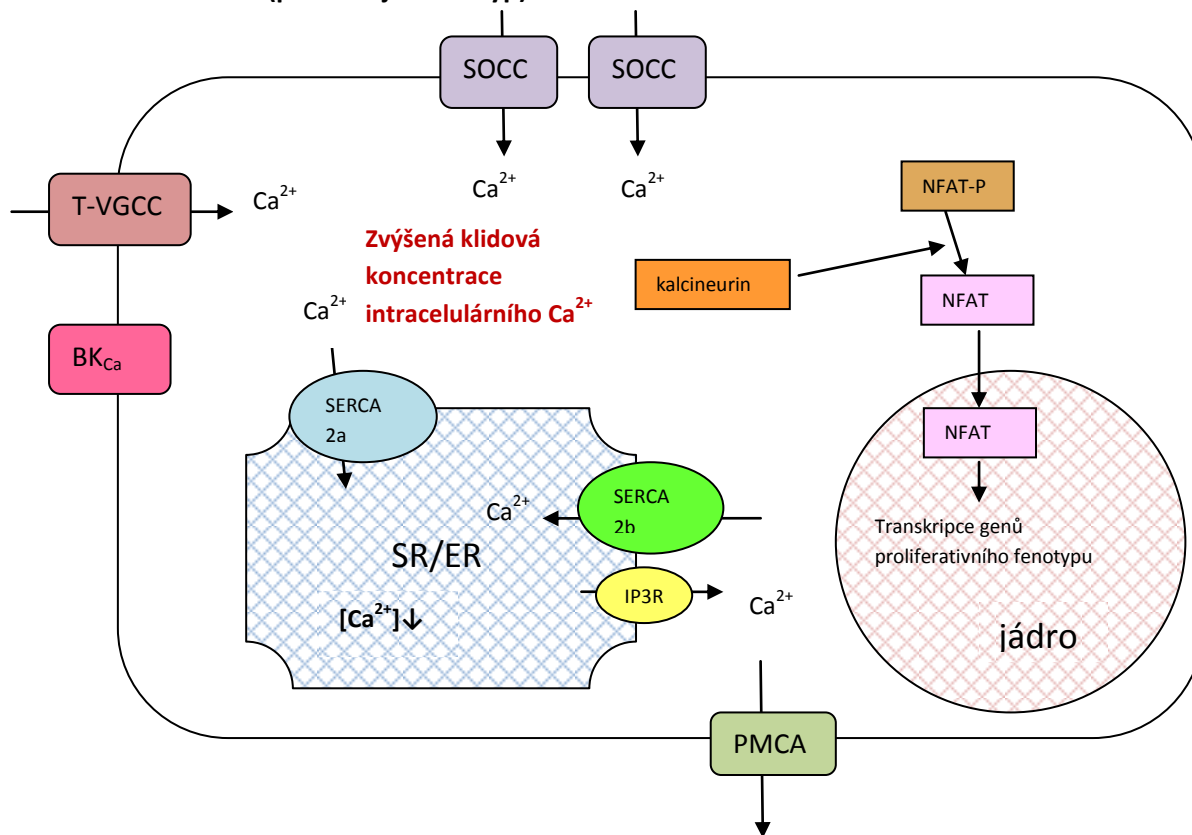 SOCC
SOCC
T-VGCC
Ca²⁺
Ca²⁺
Ca²⁺
NFAT-P
Zvýšená klidová
koncentrace
intracelulárního Ca²⁺
kalcineurin
NFAT
Ca²⁺
BK_Ca
SERCA
2a
NFAT
SERCA
2b
Ca²⁺
Transkripce genů
proliferativního fenotypu
SR/ER
IP3R
Ca²⁺
[Ca²⁺]↓
jádro
PMCA